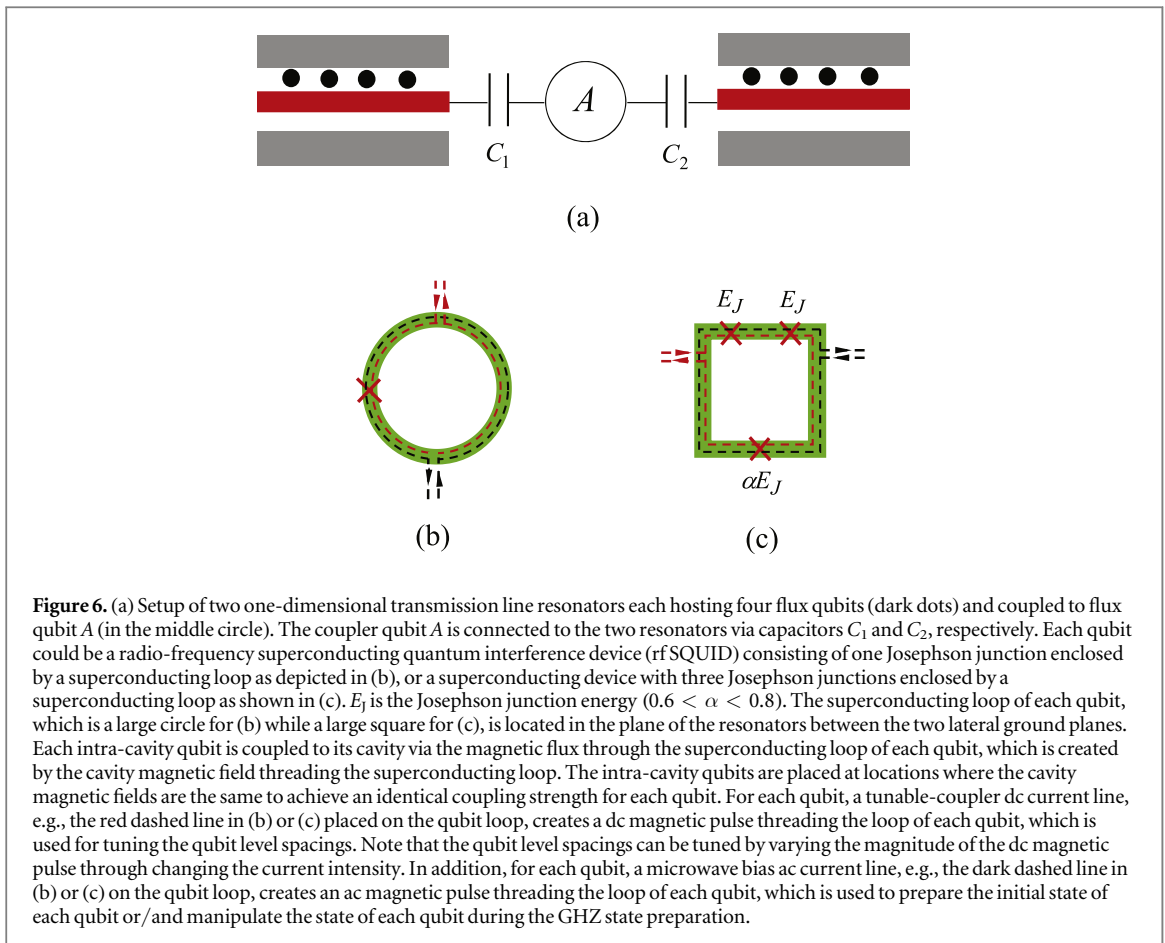 A
C₁
C₂
(a)
E_J
E_J
αE_J
(b)
(c)
Figure 6. (a) Setup of two one-dimensional transmission line resonators each hosting four flux qubits (dark dots) and coupled to flux
qubit A (in the middle circle). The coupler qubit A is connected to the two resonators via capacitors C₁ and C₂, respectively. Each qubit
could be a radio-frequency superconducting quantum interference device (rf SQUID) consisting of one Josephson junction enclosed
by a superconducting loop as depicted in (b), or a superconducting device with three Josephson junctions enclosed by a
superconducting loop as shown in (c). E_J is the Josephson junction energy (0.6 < α < 0.8). The superconducting loop of each qubit,
which is a large circle for (b) while a large square for (c), is located in the plane of the resonators between the two lateral ground planes.
Each intra-cavity qubit is coupled to its cavity via the magnetic flux through the superconducting loop of each qubit, which is created
by the cavity magnetic field threading the superconducting loop. The intra-cavity qubits are placed at locations where the cavity
magnetic fields are the same to achieve an identical coupling strength for each qubit. For each qubit, a tunable-coupler dc current line,
e.g., the red dashed line in (b) or (c) placed on the qubit loop, creates a dc magnetic pulse threading the loop of each qubit, which is
used for tuning the qubit level spacings. Note that the qubit level spacings can be tuned by varying the magnitude of the dc magnetic
pulse through changing the current intensity. In addition, for each qubit, a microwave bias ac current line, e.g., the dark dashed line in
(b) or (c) on the qubit loop, creates an ac magnetic pulse threading the loop of each qubit, which is used to prepare the initial state of
each qubit or/and manipulate the state of each qubit during the GHZ state preparation.